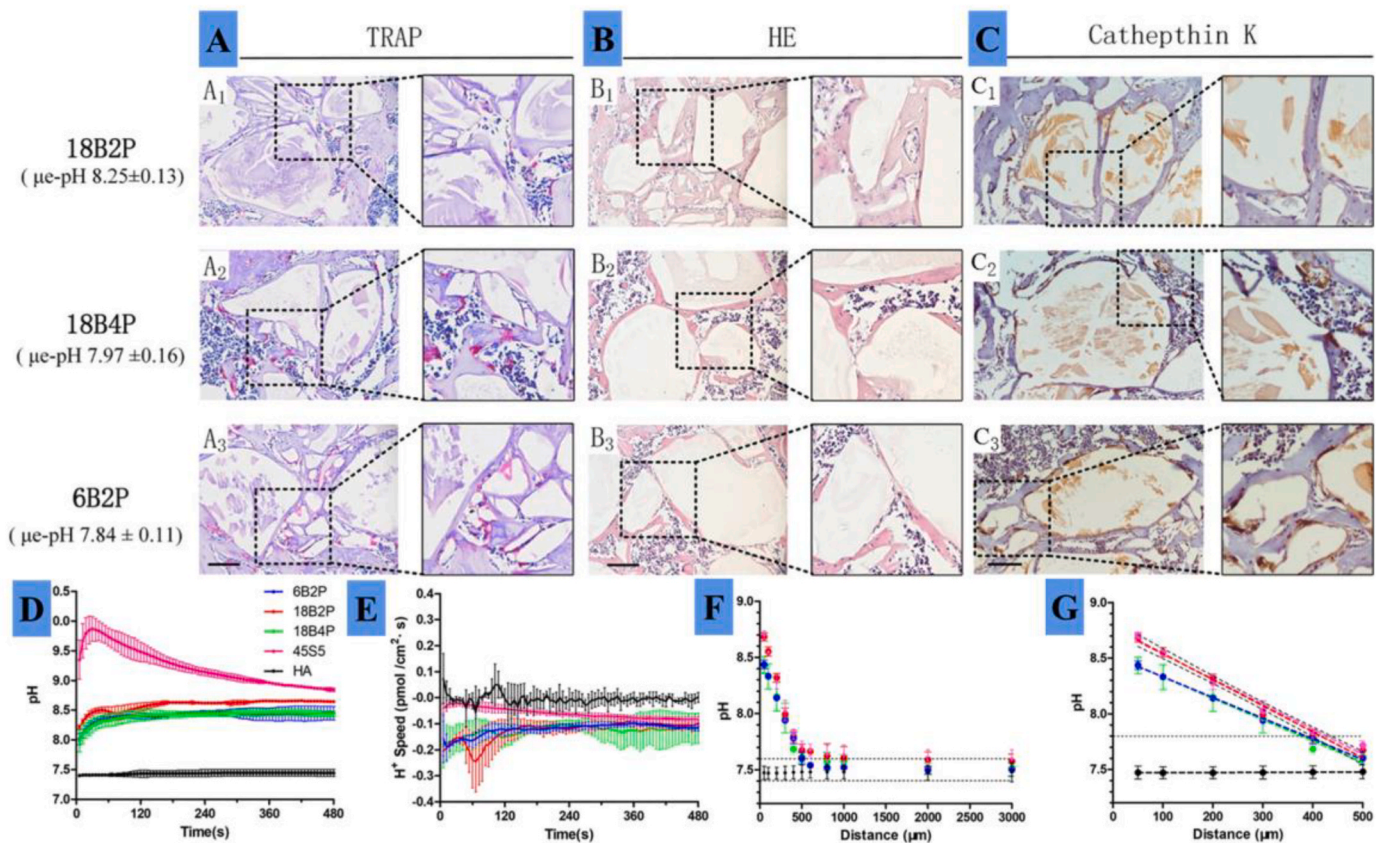 A TRAP B HE C Cathepthin K
A1 B1 C1
18B2P
( μe-pH 8.25±0.13)
A2 B2 C2
18B4P
( μe-pH 7.97 ±0.16)
A3 B3 C3
6B2P
( μe-pH 7.84 ± 0.11)
D
0.5
0.0
9.5
9.0
8.5
8.0
7.5
7.0
pH
6B2P
18B2P
18B4P
45S5
HA
0 120 240 360 480
Time(s)
E
0.4
0.3
0.2
0.1
-0.0
-0.1
-0.2
-0.3
-0.4
H+ Speed (pmol /cm2· s)
0 120 240 360 480
Time(s)
F
9.0
8.5
8.0
7.5
7.0
pH
0 500 1000 1500 2000 2500 3000
Distance (μm)
G
9.0
8.5
8.0
7.5
7.0
pH
0 100 200 300 400 500
Distance (μm)